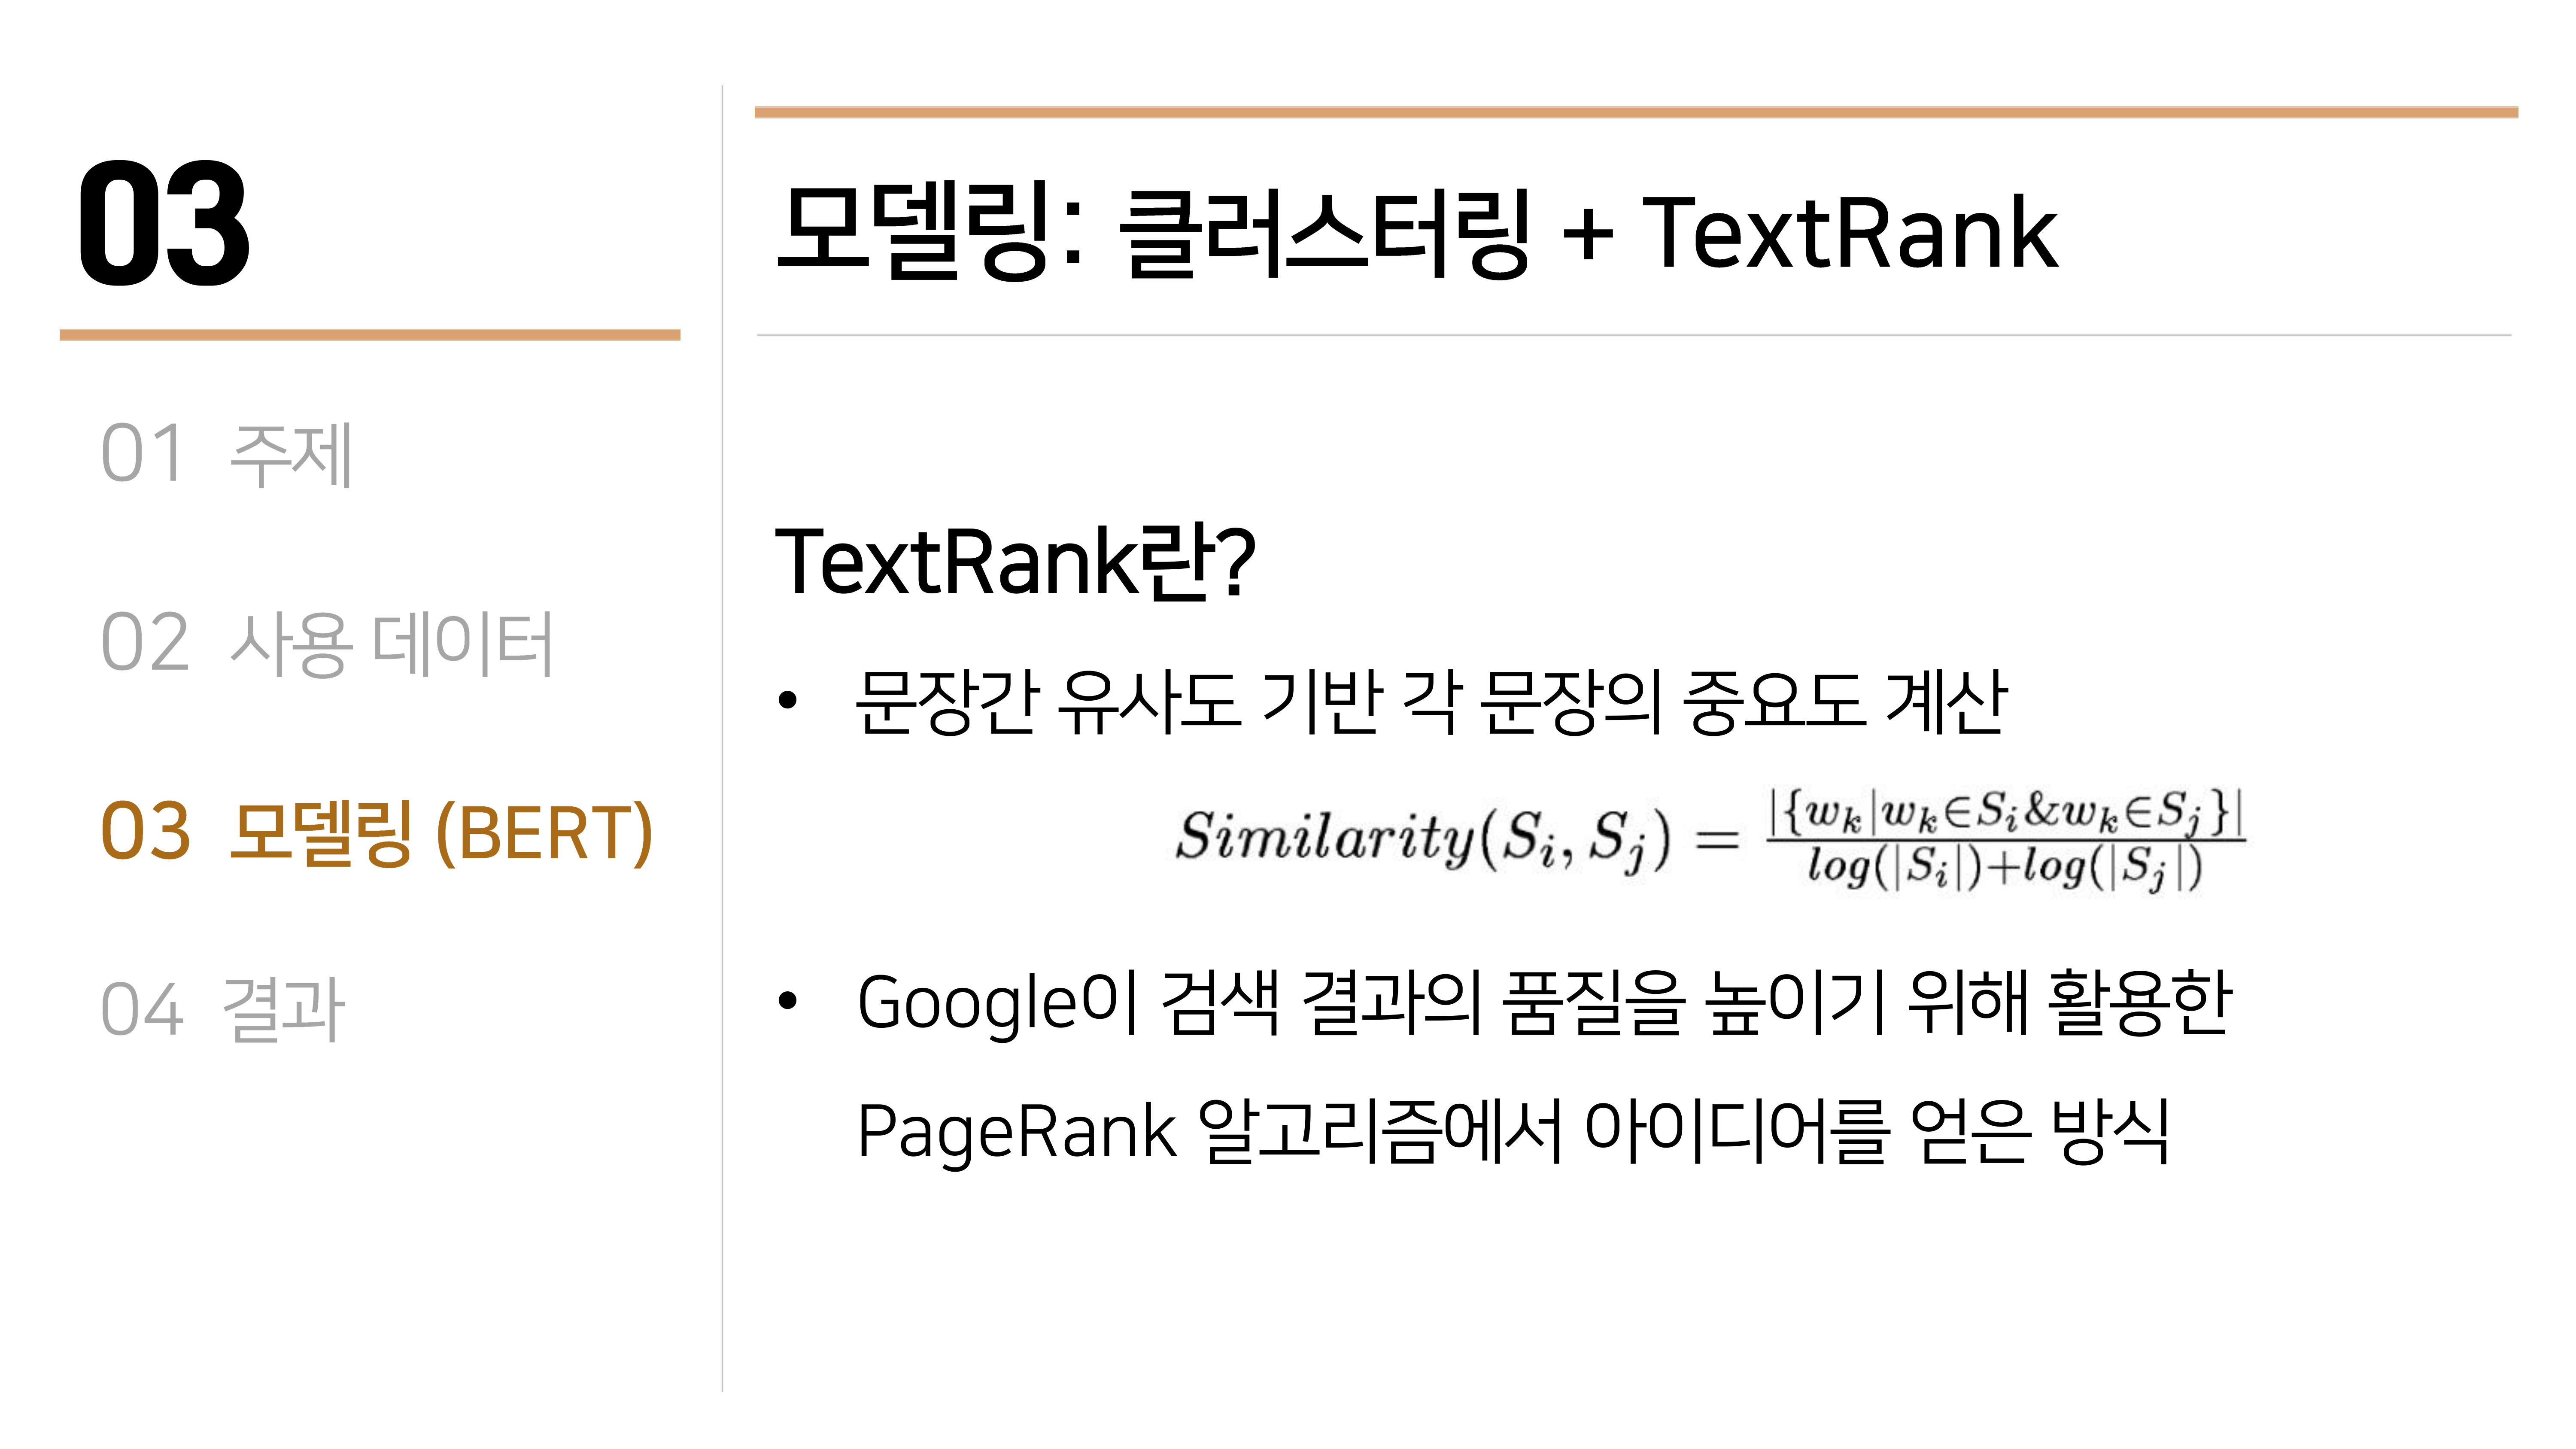 03
01 주제
02 사용 데이터
03 모델링 (BERT)
04 결과
모델링: 클러스터링 + TextRank
TextRank란?
• 문장간 유사도 기반 각 문장의 중요도 계산
Similarity(S_i, S_j) = |{w_k|w_k∈S_i&w_k∈S_j}| / log(|S_i|)+log(|S_j|)
• Google이 검색 결과의 품질을 높이기 위해 활용한
PageRank 알고리즘에서 아이디어를 얻은 방식